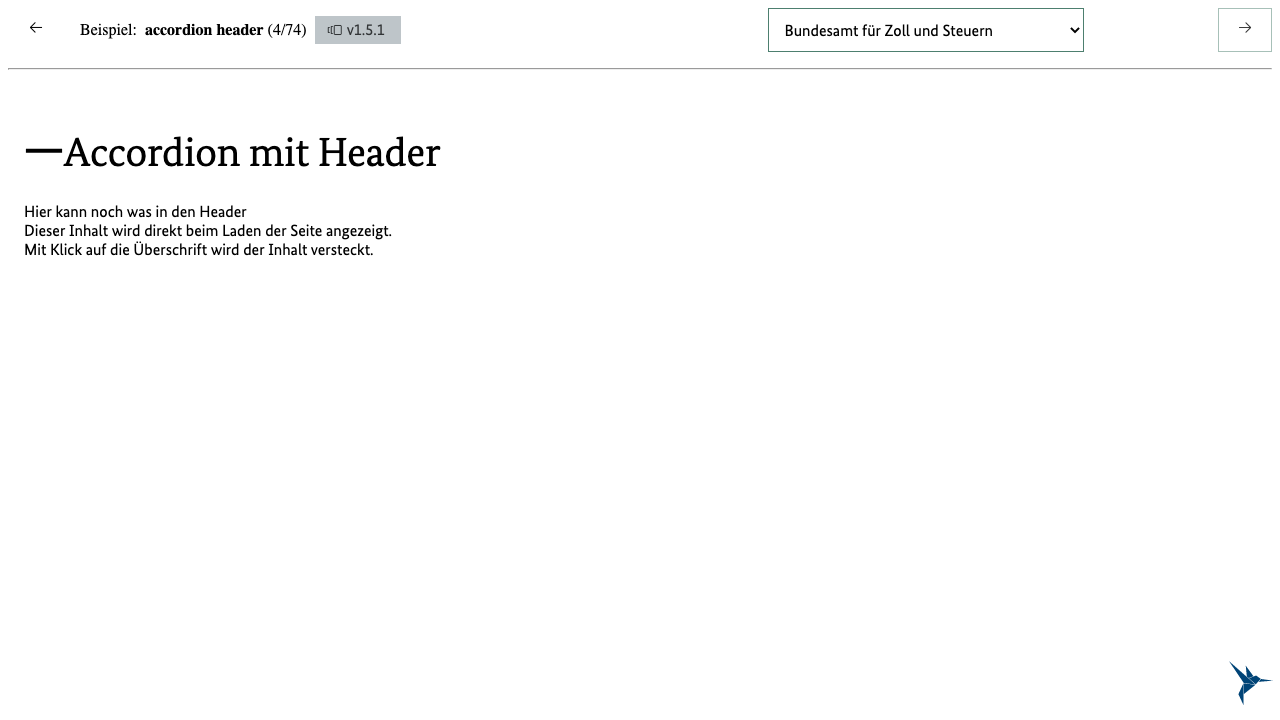 Beispiel: accordion header (4/74) v1.5.1
Bundesamt für Zoll und Steuern
Accordion mit Header
Hier kann noch was in den Header
Dieser Inhalt wird direkt beim Laden der Seite angezeigt.
Mit Klick auf die Überschrift wird der Inhalt versteckt.